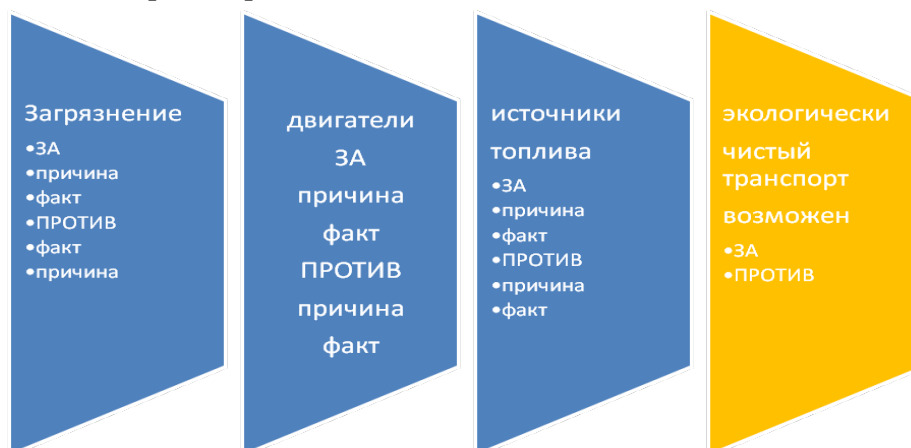 Загрязнение
•ЗА
•причина
•факт
•ПРОТИВ
•факт
•причина
двигатели
ЗА
причина
факт
ПРОТИВ
причина
факт
источники
топлива
•ЗА
•причина
•факт
•ПРОТИВ
•причина
•факт
экологически
чистый
транспорт
возможен
•ЗА
•ПРОТИВ